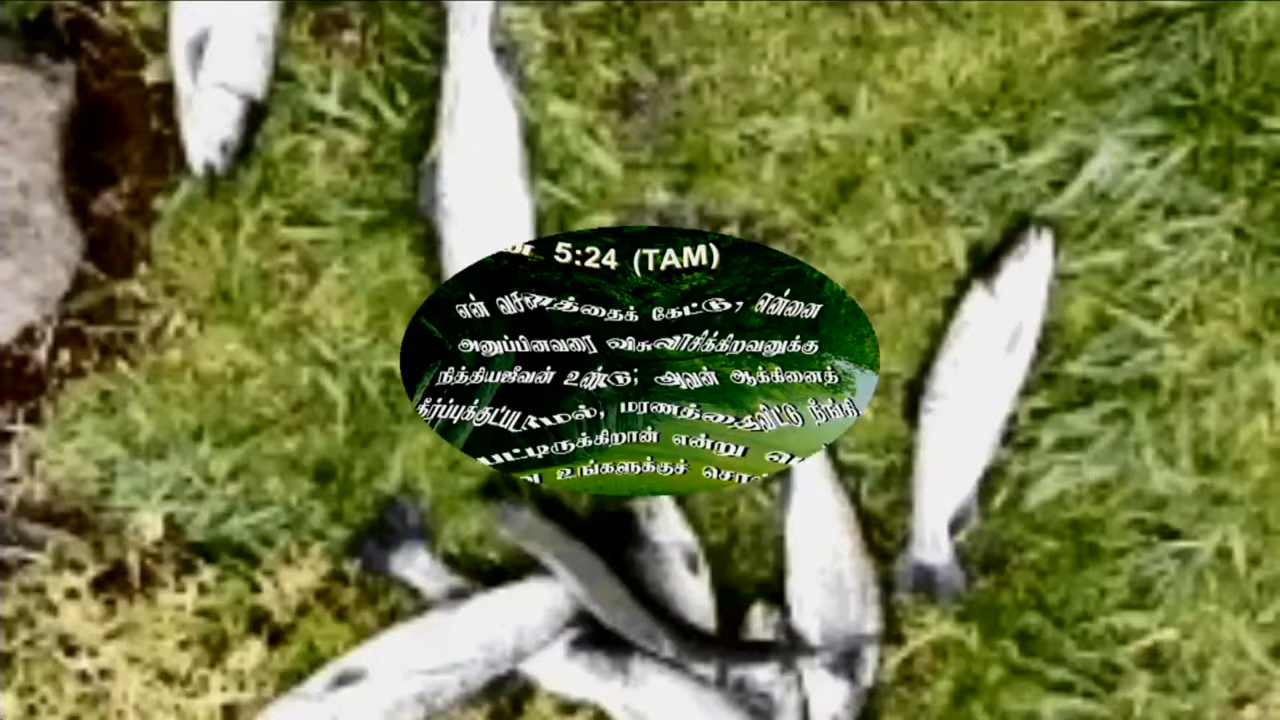 5:24 (TAM)
என் வசனத்தைக் கேட்டு, என்னை
அனுப்பினவரை விசுவாசிக்கிறவனுக்கு
நித்தியஜீவன் உண்டு; அவன் ஆக்கினைத்
தீர்ப்புக்குட்படாமல், மரணத்தைவிட்டு நீங்கி
பட்டிருக்கிறான் என்று
உங்களுக்குச்